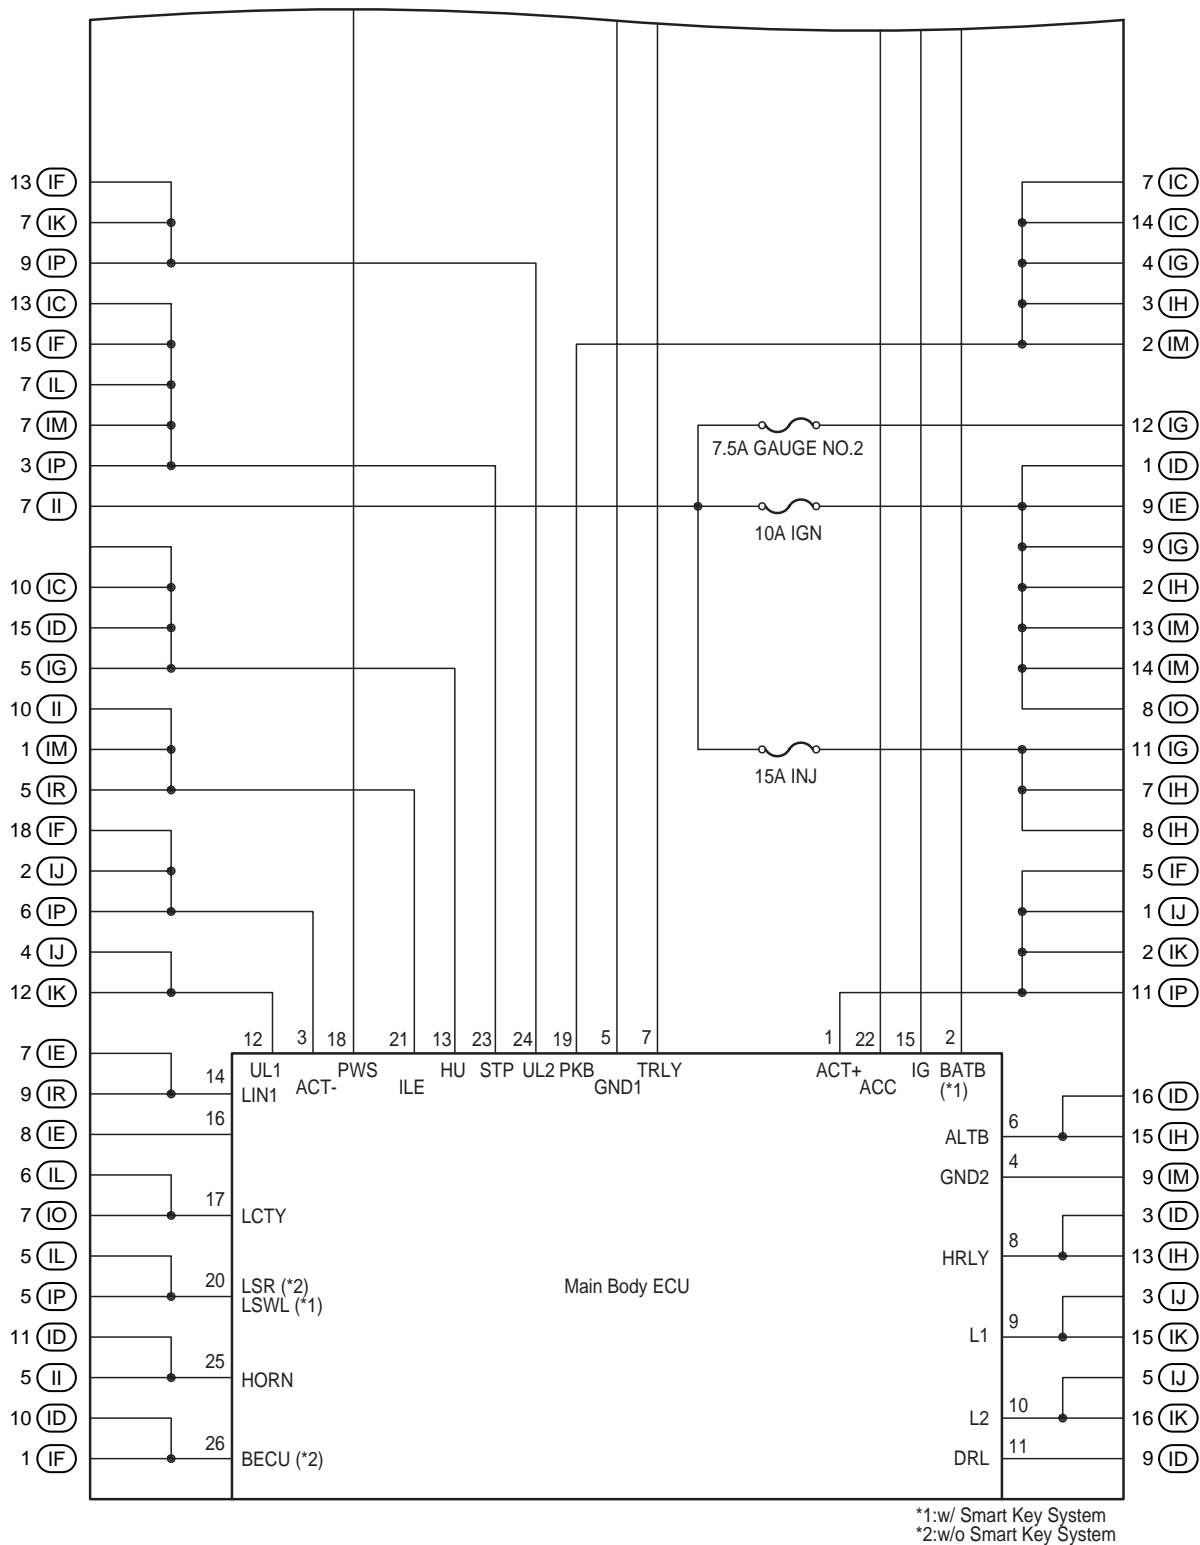 13 IF
7 IK
9 IP
13 IC
15 IF
7 IL
7 IM
3 IP
7 II
10 IC
15 ID
5 IG
10 II
1 IM
5 IR
18 IF
2 IJ
6 IP
4 IJ
12 IK
7 IE
9 IR
8 IE
6 IL
7 IO
5 IL
5 IP
11 ID
5 II
10 ID
1 IF
7 IC
14 IC
4 IG
3 IH
2 IM
12 IG
1 ID
9 IE
9 IG
2 IH
13 IM
14 IM
8 IO
11 IG
7 IH
8 IH
5 IF
1 IJ
2 IK
11 IP
16 ID
15 IH
9 IM
3 ID
13 IH
3 IJ
15 IK
5 IJ
16 IK
9 ID
7.5A GAUGE NO.2
10A IGN
15A INJ
12 3 18 21 13 23 24 19 5 7 1 22 15 2
UL1 PWS HU STP UL2 PKB TRLY ACT+ IG BATB
ACT- ILE GND1 ACC (*1)
14
LIN1
16
17
LCTY
20
LSR (*2)
LSWL (*1)
25
HORN
26
BECU (*2)
Main Body ECU
6
ALTB
4
GND2
8
HRLY
9
L1
10
L2
11
DRL
*1:w/ Smart Key System
*2:w/o Smart Key System